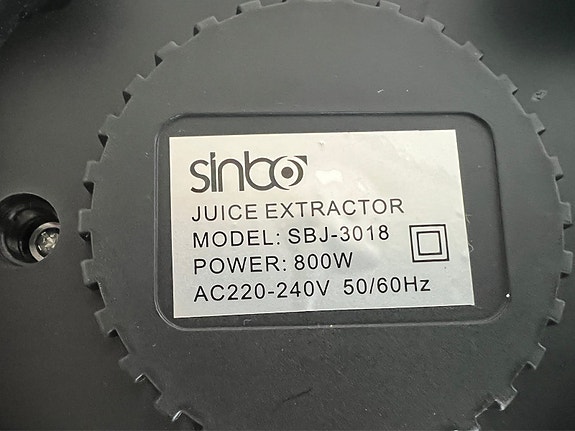 sinbo
JUICE EXTRACTOR
MODEL: SBJ-3018
POWER: 800W
AC220-240V 50/60Hz